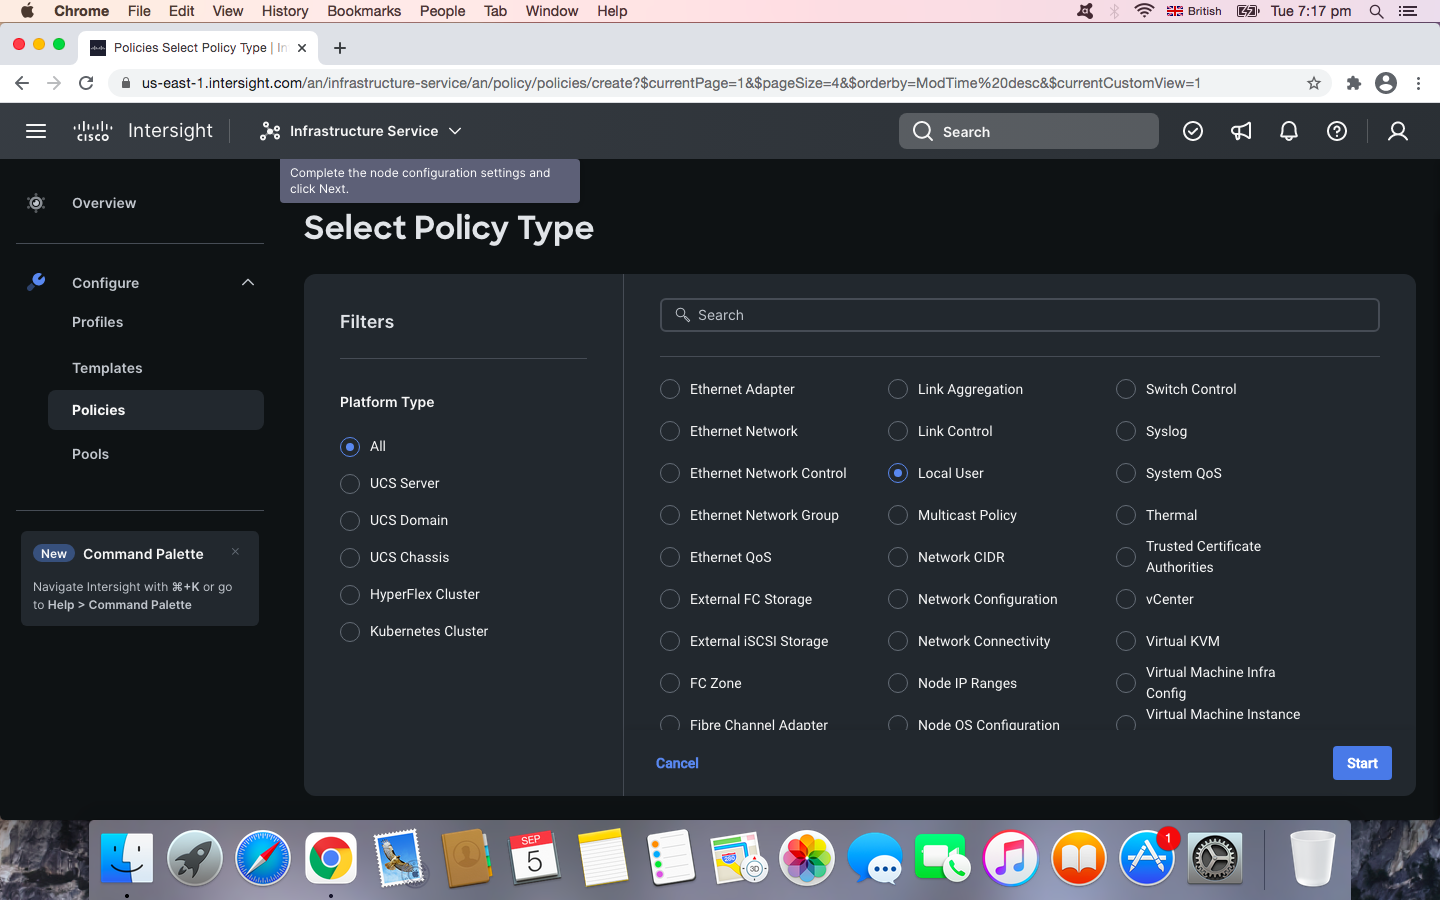 Chrome File Edit View History Bookmarks People Tab Window Help British Tue 7:17 pm
Policies Select Policy Type | In
us-east-1.intersight.com/an/infrastructure-service/an/policy/policies/create?$currentPage=1&$pageSize=4&$orderby=ModTime%20desc&$currentCustomView=1
CISCO Intersight Infrastructure Service Search
Complete the node configuration settings and
click Next.
Overview
Configure
Profiles
Templates
Policies
Pools
New Command Palette
Navigate Intersight with ⌘+K or go
to Help > Command Palette
Select Policy Type
Filters
Platform Type
All
UCS Server
UCS Domain
UCS Chassis
HyperFlex Cluster
Kubernetes Cluster
Search
Ethernet Adapter
Ethernet Network
Ethernet Network Control
Ethernet Network Group
Ethernet QoS
External FC Storage
External iSCSI Storage
FC Zone
Fibre Channel Adapter
Link Aggregation
Link Control
Local User
Multicast Policy
Network CIDR
Network Configuration
Network Connectivity
Node IP Ranges
Node OS Configuration
Switch Control
Syslog
System QoS
Thermal
Trusted Certificate
Authorities
vCenter
Virtual KVM
Virtual Machine Infra
Config
Virtual Machine Instance
Cancel
Start
SEP
5
280
3D
1